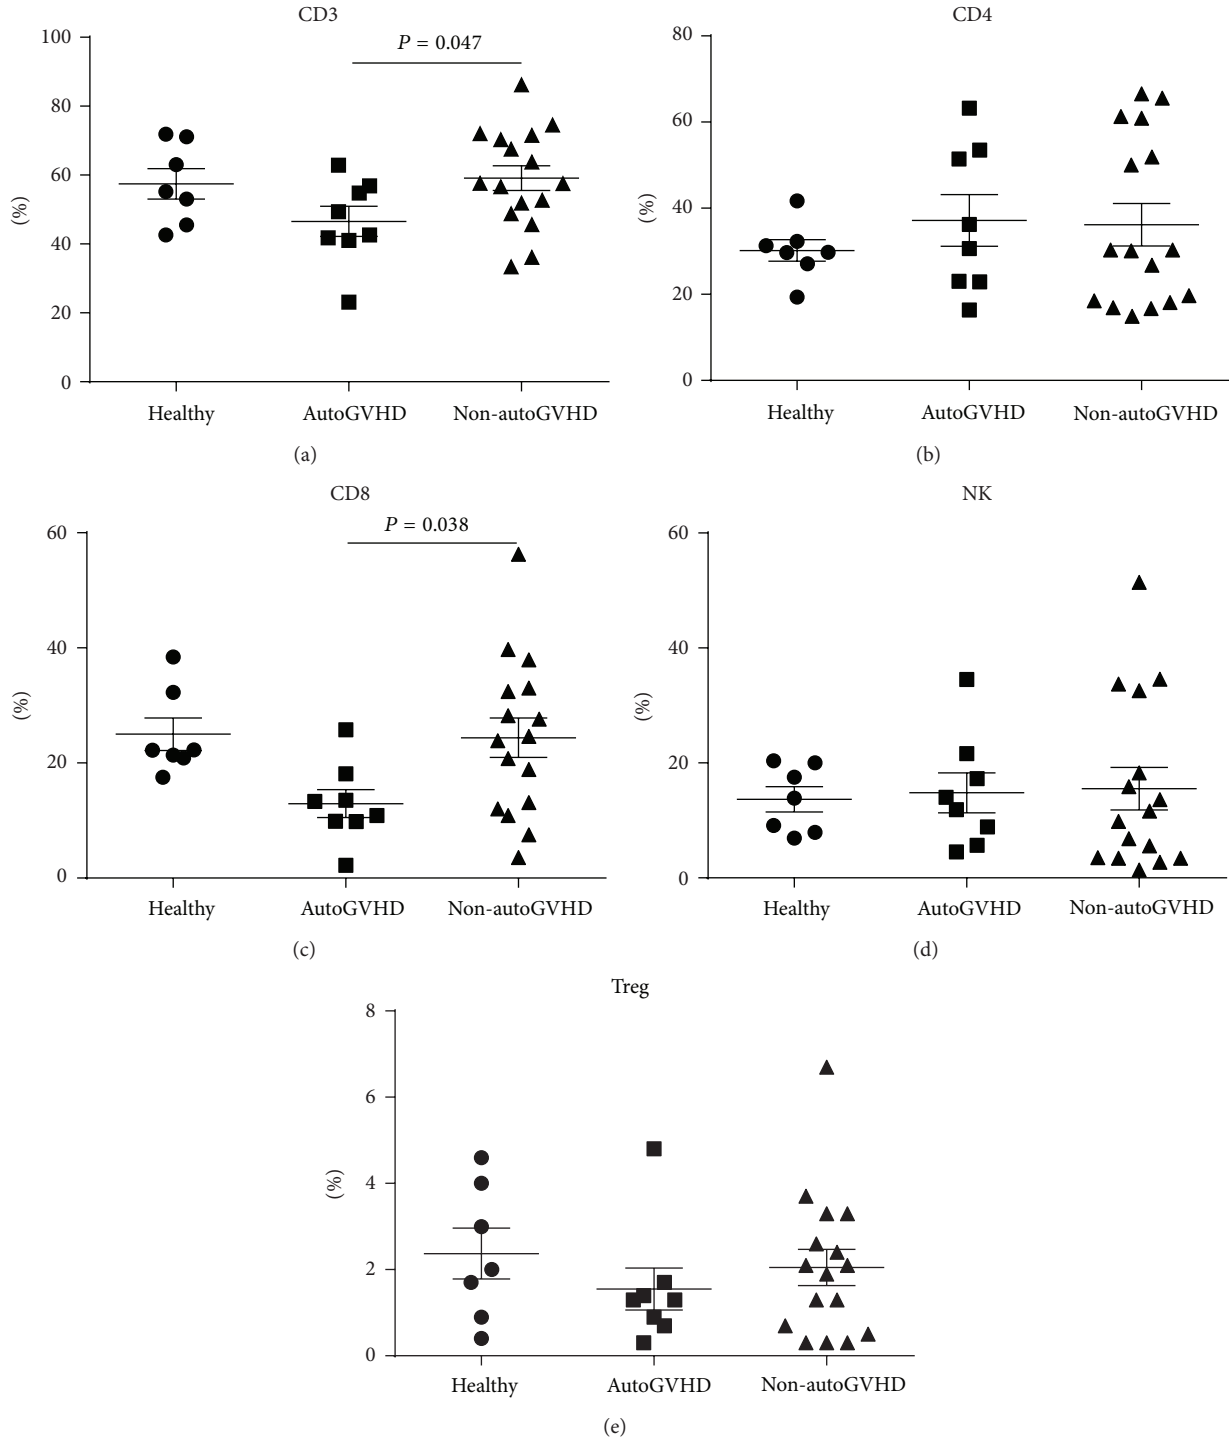 CD3
P = 0.047
100
80
60
40
20
0
(%)
Healthy AutoGVHD Non-autoGVHD
(a)
CD4
80
60
40
20
0
(%)
Healthy AutoGVHD Non-autoGVHD
(b)
CD8
P = 0.038
60
40
20
0
(%)
Healthy AutoGVHD Non-autoGVHD
(c)
NK
60
40
20
0
(%)
Healthy AutoGVHD Non-autoGVHD
(d)
Treg
8
6
4
2
0
(%)
Healthy AutoGVHD Non-autoGVHD
(e)